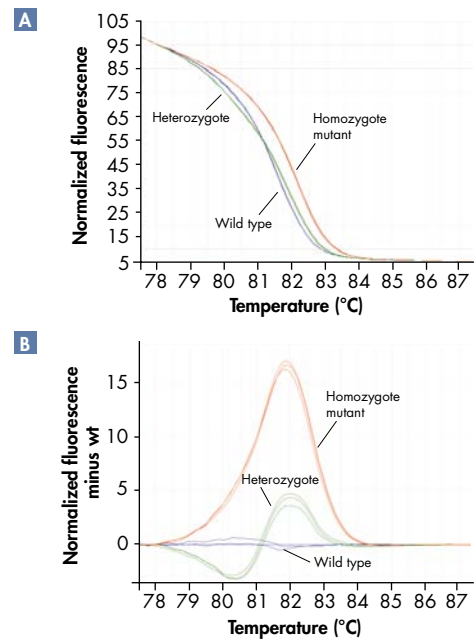 A
Normalized fluorescence
105
95
85
75
65
55
45
35
25
15
5
Heterozygote
Homozygote
mutant
Wild type
78 79 80 81 82 83 84 85 86 87
Temperature (°C)
B
Normalized fluorescence
minus wt
15
10
5
0
Homozygote
mutant
Heterozygote
Wild type
78 79 80 81 82 83 84 85 86 87
Temperature (°C)